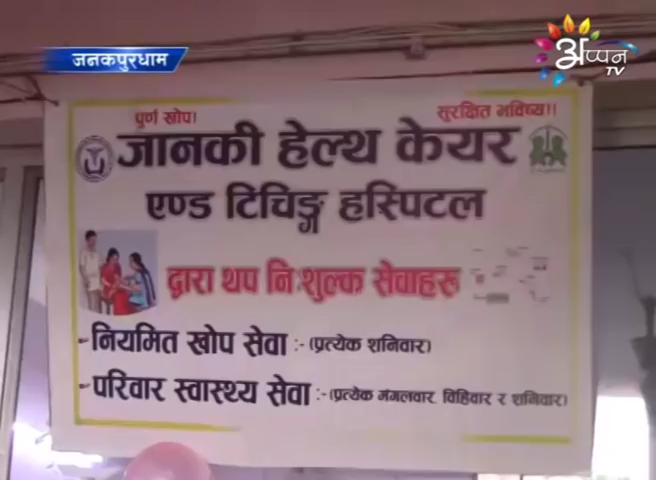 जनकपुरधाम
अप्पन
TV
पुर्ण खोप। सुरक्षित भविष्य।।
जानकी हेल्थ केयर
एण्ड टिचिङ्ग हस्पिटल
द्वारा थप निःशुल्क सेवाहरु
-नियमित खोप सेवा :- (प्रत्येक शनिवार)
-परिवार स्वास्थ्य सेवा :-(प्रत्येक मंगलवार, विहिवार र शनिवार)